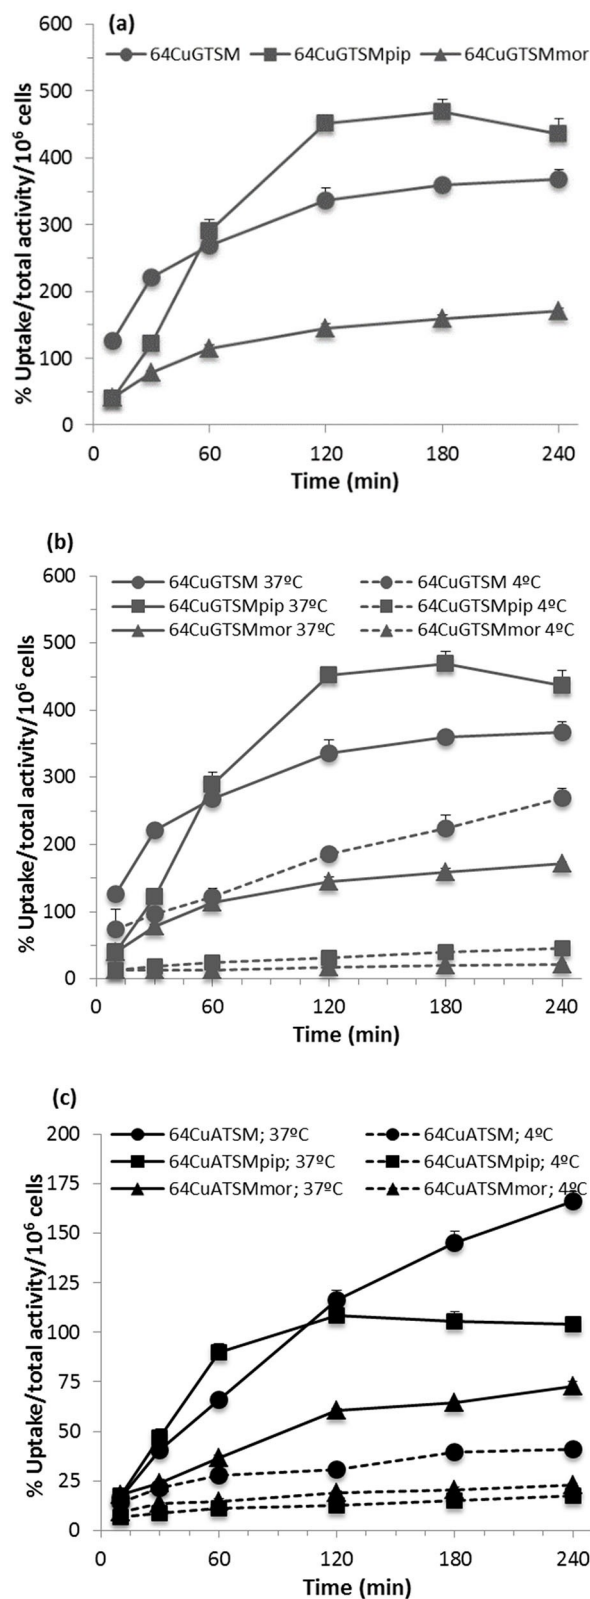 (a)
64CuGTSM 64CuGTSMpip 64CuGTSMmor
600
500
400
300
200
100
0
% Uptake/total activity/10⁶ cells
0 60 120 180 240
Time (min)
(b)
64CuGTSM 37ºC 64CuGTSM 4ºC
64CuGTSMpip 37ºC 64CuGTSMpip 4ºC
64CuGTSMmor 37ºC 64CuGTSMmor 4ºC
600
500
400
300
200
100
0
% Uptake/total activity/10⁶ cells
0 60 120 180 240
Time (min)
(c)
64CuATSM; 37ºC 64CuATSM; 4ºC
64CuATSMpip; 37ºC 64CuATSMpip; 4ºC
64CuATSMmor; 37ºC 64CuATSMmor; 4ºC
200
175
150
125
100
75
50
25
0
% Uptake/total activity/10⁶ cells
0 60 120 180 240
Time (min)